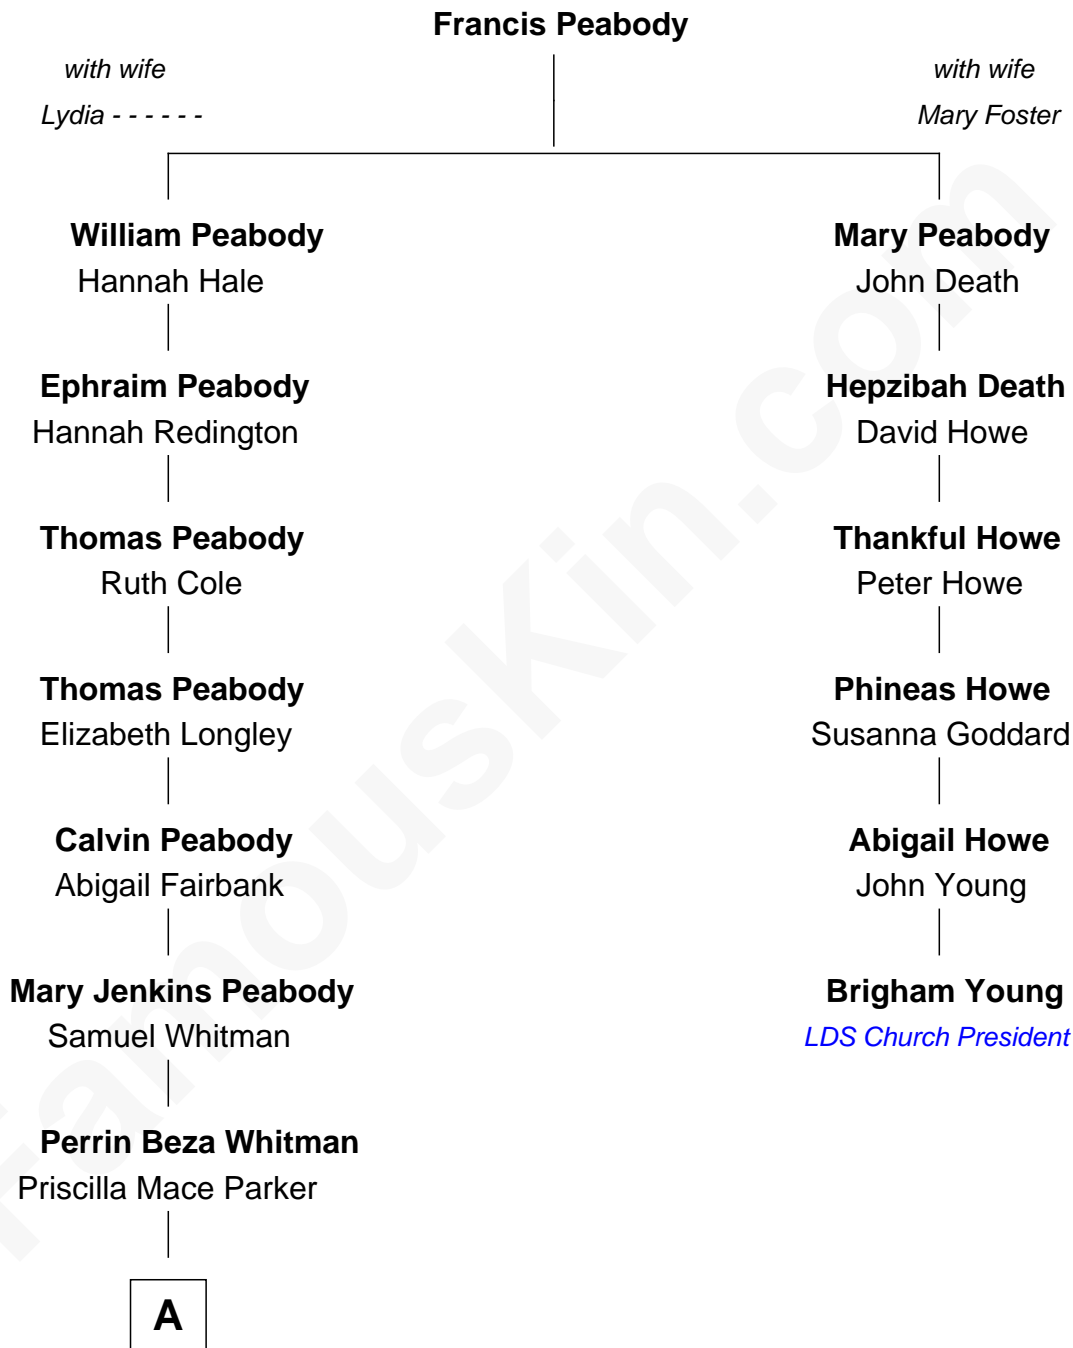 Francis Peabody
with wife
Lydia - - - - - -
with wife
Mary Foster
William Peabody
Hannah Hale
Mary Peabody
John Death
Ephraim Peabody
Hannah Redington
Hepzibah Death
David Howe
Thomas Peabody
Ruth Cole
Thankful Howe
Peter Howe
Thomas Peabody
Elizabeth Longley
Phineas Howe
Susanna Goddard
Calvin Peabody
Abigail Fairbank
Abigail Howe
John Young
Mary Jenkins Peabody
Samuel Whitman
Brigham Young
LDS Church President
Perrin Beza Whitman
Priscilla Mace Parker
A
FamousKin.com